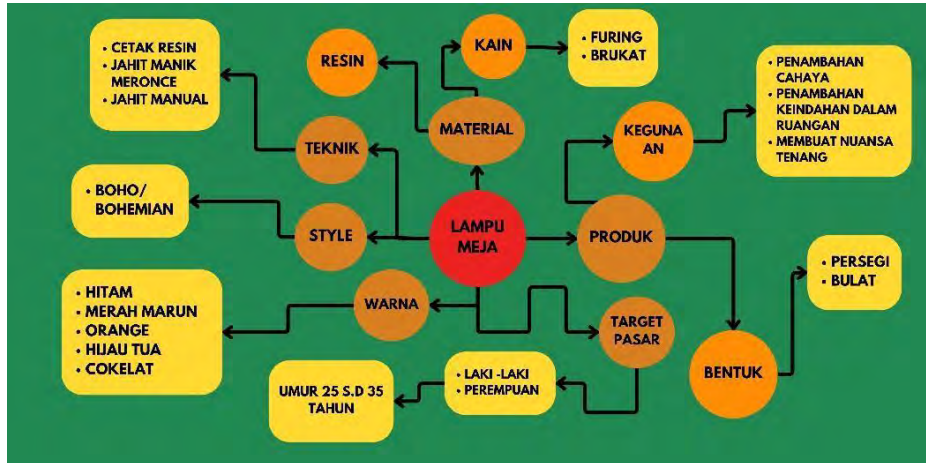 • CETAK RESIN
• JAHIT MANIK
MERONCE
• JAHIT MANUAL
RESIN
KAIN
• FURING
• BRUKAT
TEKNIK
MATERIAL
KEGUNA
AN
• PENAMBAHAN
CAHAYA
• PENAMBAHAN
KEINDAHAN DALAM
RUANGAN
• MEMBUAT NUANSA
TENANG
• BOHO/
BOHEMIAN
STYLE
LAMPU
MEJA
PRODUK
• PERSEGI
• BULAT
• HITAM
• MERAH MARUN
• ORANGE
• HIJAU TUA
• COKELAT
WARNA
TARGET
PASAR
BENTUK
UMUR 25 S.D 35
TAHUN
• LAKI -LAKI
• PEREMPUAN